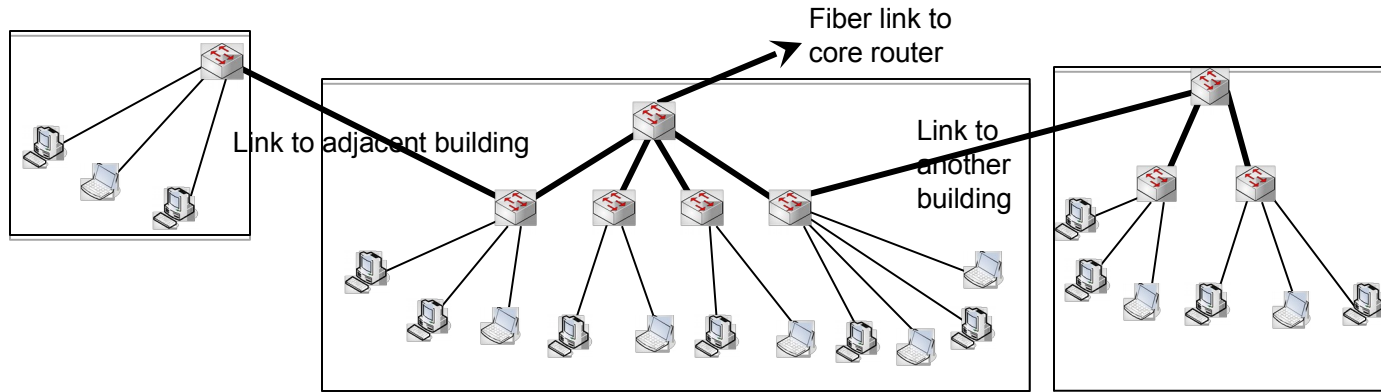 Fiber link to
core router
Link to adjacent building
Link to
another
building